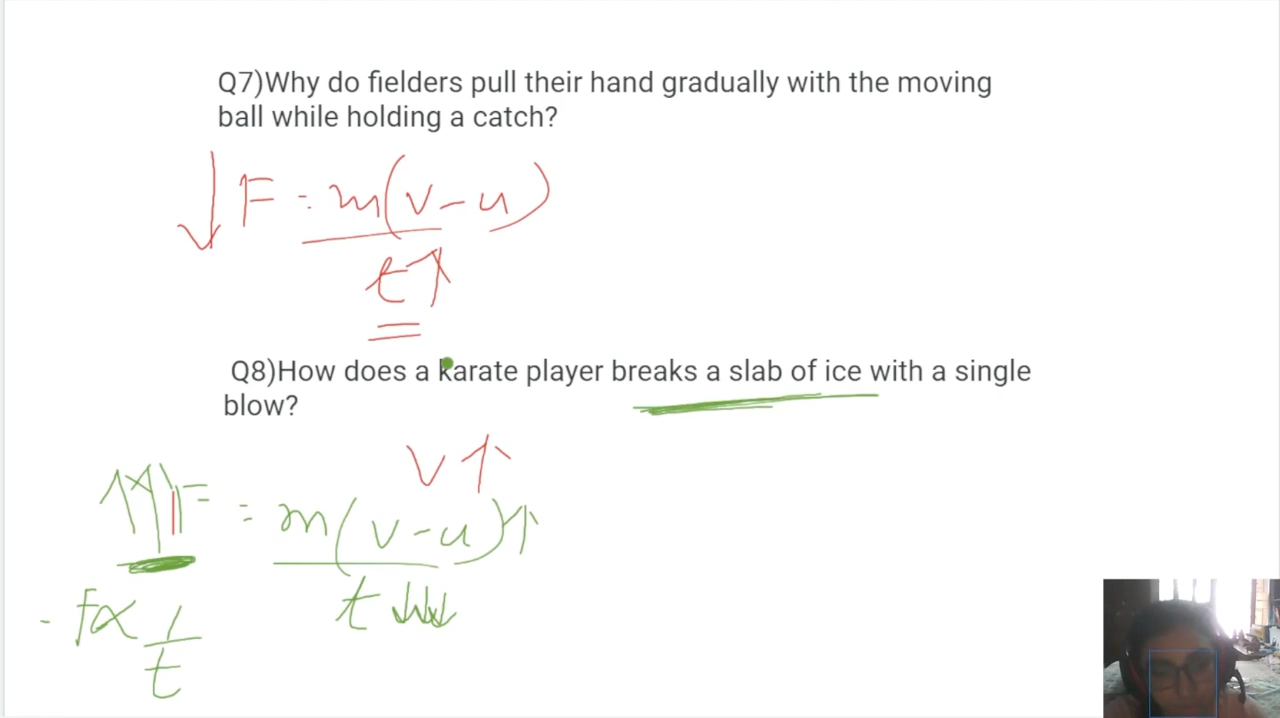 Q7)Why do fielders pull their hand gradually with the moving
ball while holding a catch?
↓ F = m(v-u)
t↑
Q8)How does a karate player breaks a slab of ice with a single
blow?
V↑
↑↑↑F = m(v-u)↑
t↓↓↓
F∝ 1
t